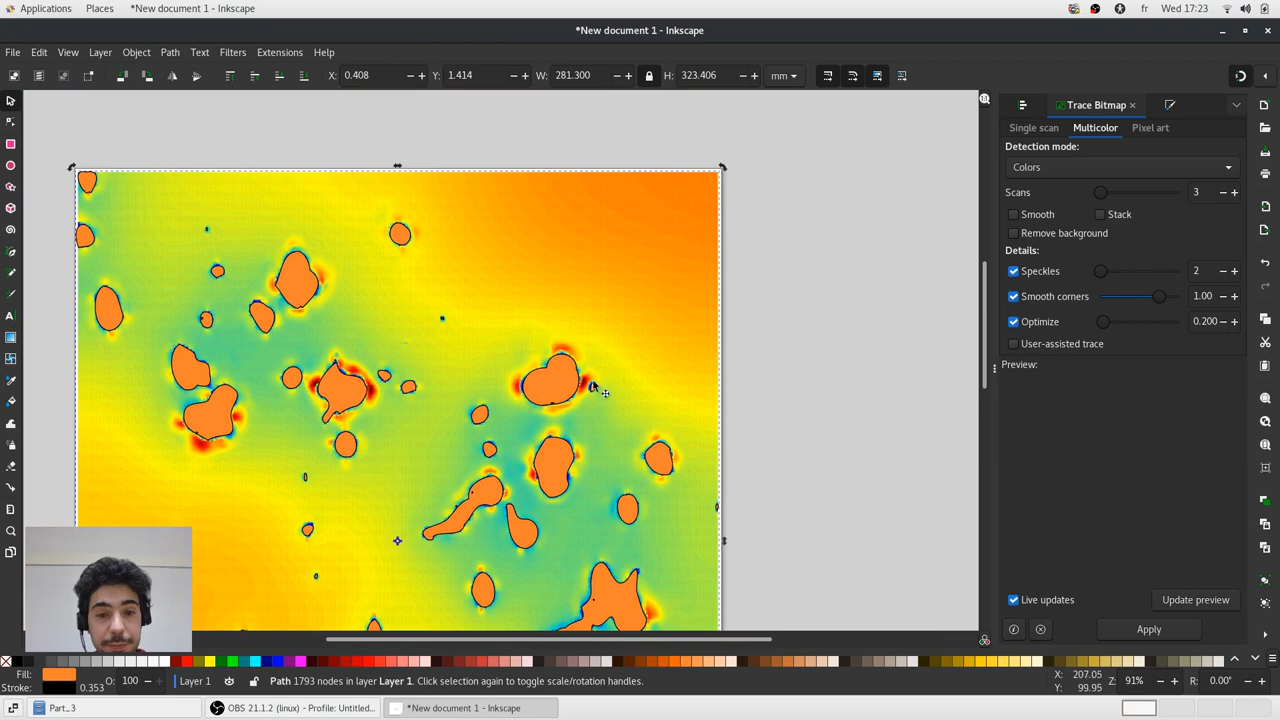 Applications Places *New document 1 - Inkscape fr Wed 17:23
*New document 1 - Inkscape
File Edit View Layer Object Path Text Filters Extensions Help
X: 0.408 − + Y: 1.414 − + W: 281.300 − + H: 323.406 − + mm
Trace Bitmap ×
Single scan Multicolor Pixel art
Detection mode:
Colors
Scans 3 − +
Smooth Stack
Remove background
Details:
Speckles 2 − +
Smooth corners 1.00 − +
Optimize 0.200 − +
User-assisted trace
Preview:
Live updates Update preview
Apply
Fill:
Stroke: 0.353 O: 100 − + Layer 1 Path 1793 nodes in layer Layer 1. Click selection again to toggle scale/rotation handles. X: 207.05 Y: 99.95 Z: 91% − + R: 0.00° − +
Part_3 OBS 21.1.2 (linux) - Profile: Untitled... *New document 1 - Inkscape